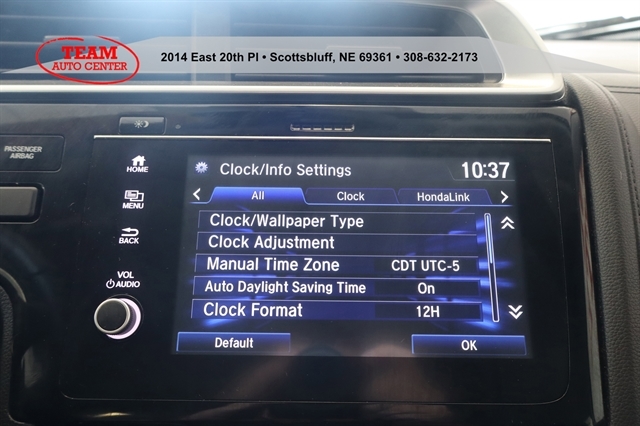 TEAM
AUTO CENTER
2014 East 20th Pl • Scottsbluff, NE 69361 • 308-632-2173
PASSENGER
AIRBAG
HOME
MENU
BACK
VOL
AUDIO
Clock/Info Settings 10:37
All Clock HondaLink
Clock/Wallpaper Type
Clock Adjustment
Manual Time Zone CDT UTC-5
Auto Daylight Saving Time On
Clock Format 12H
Default OK